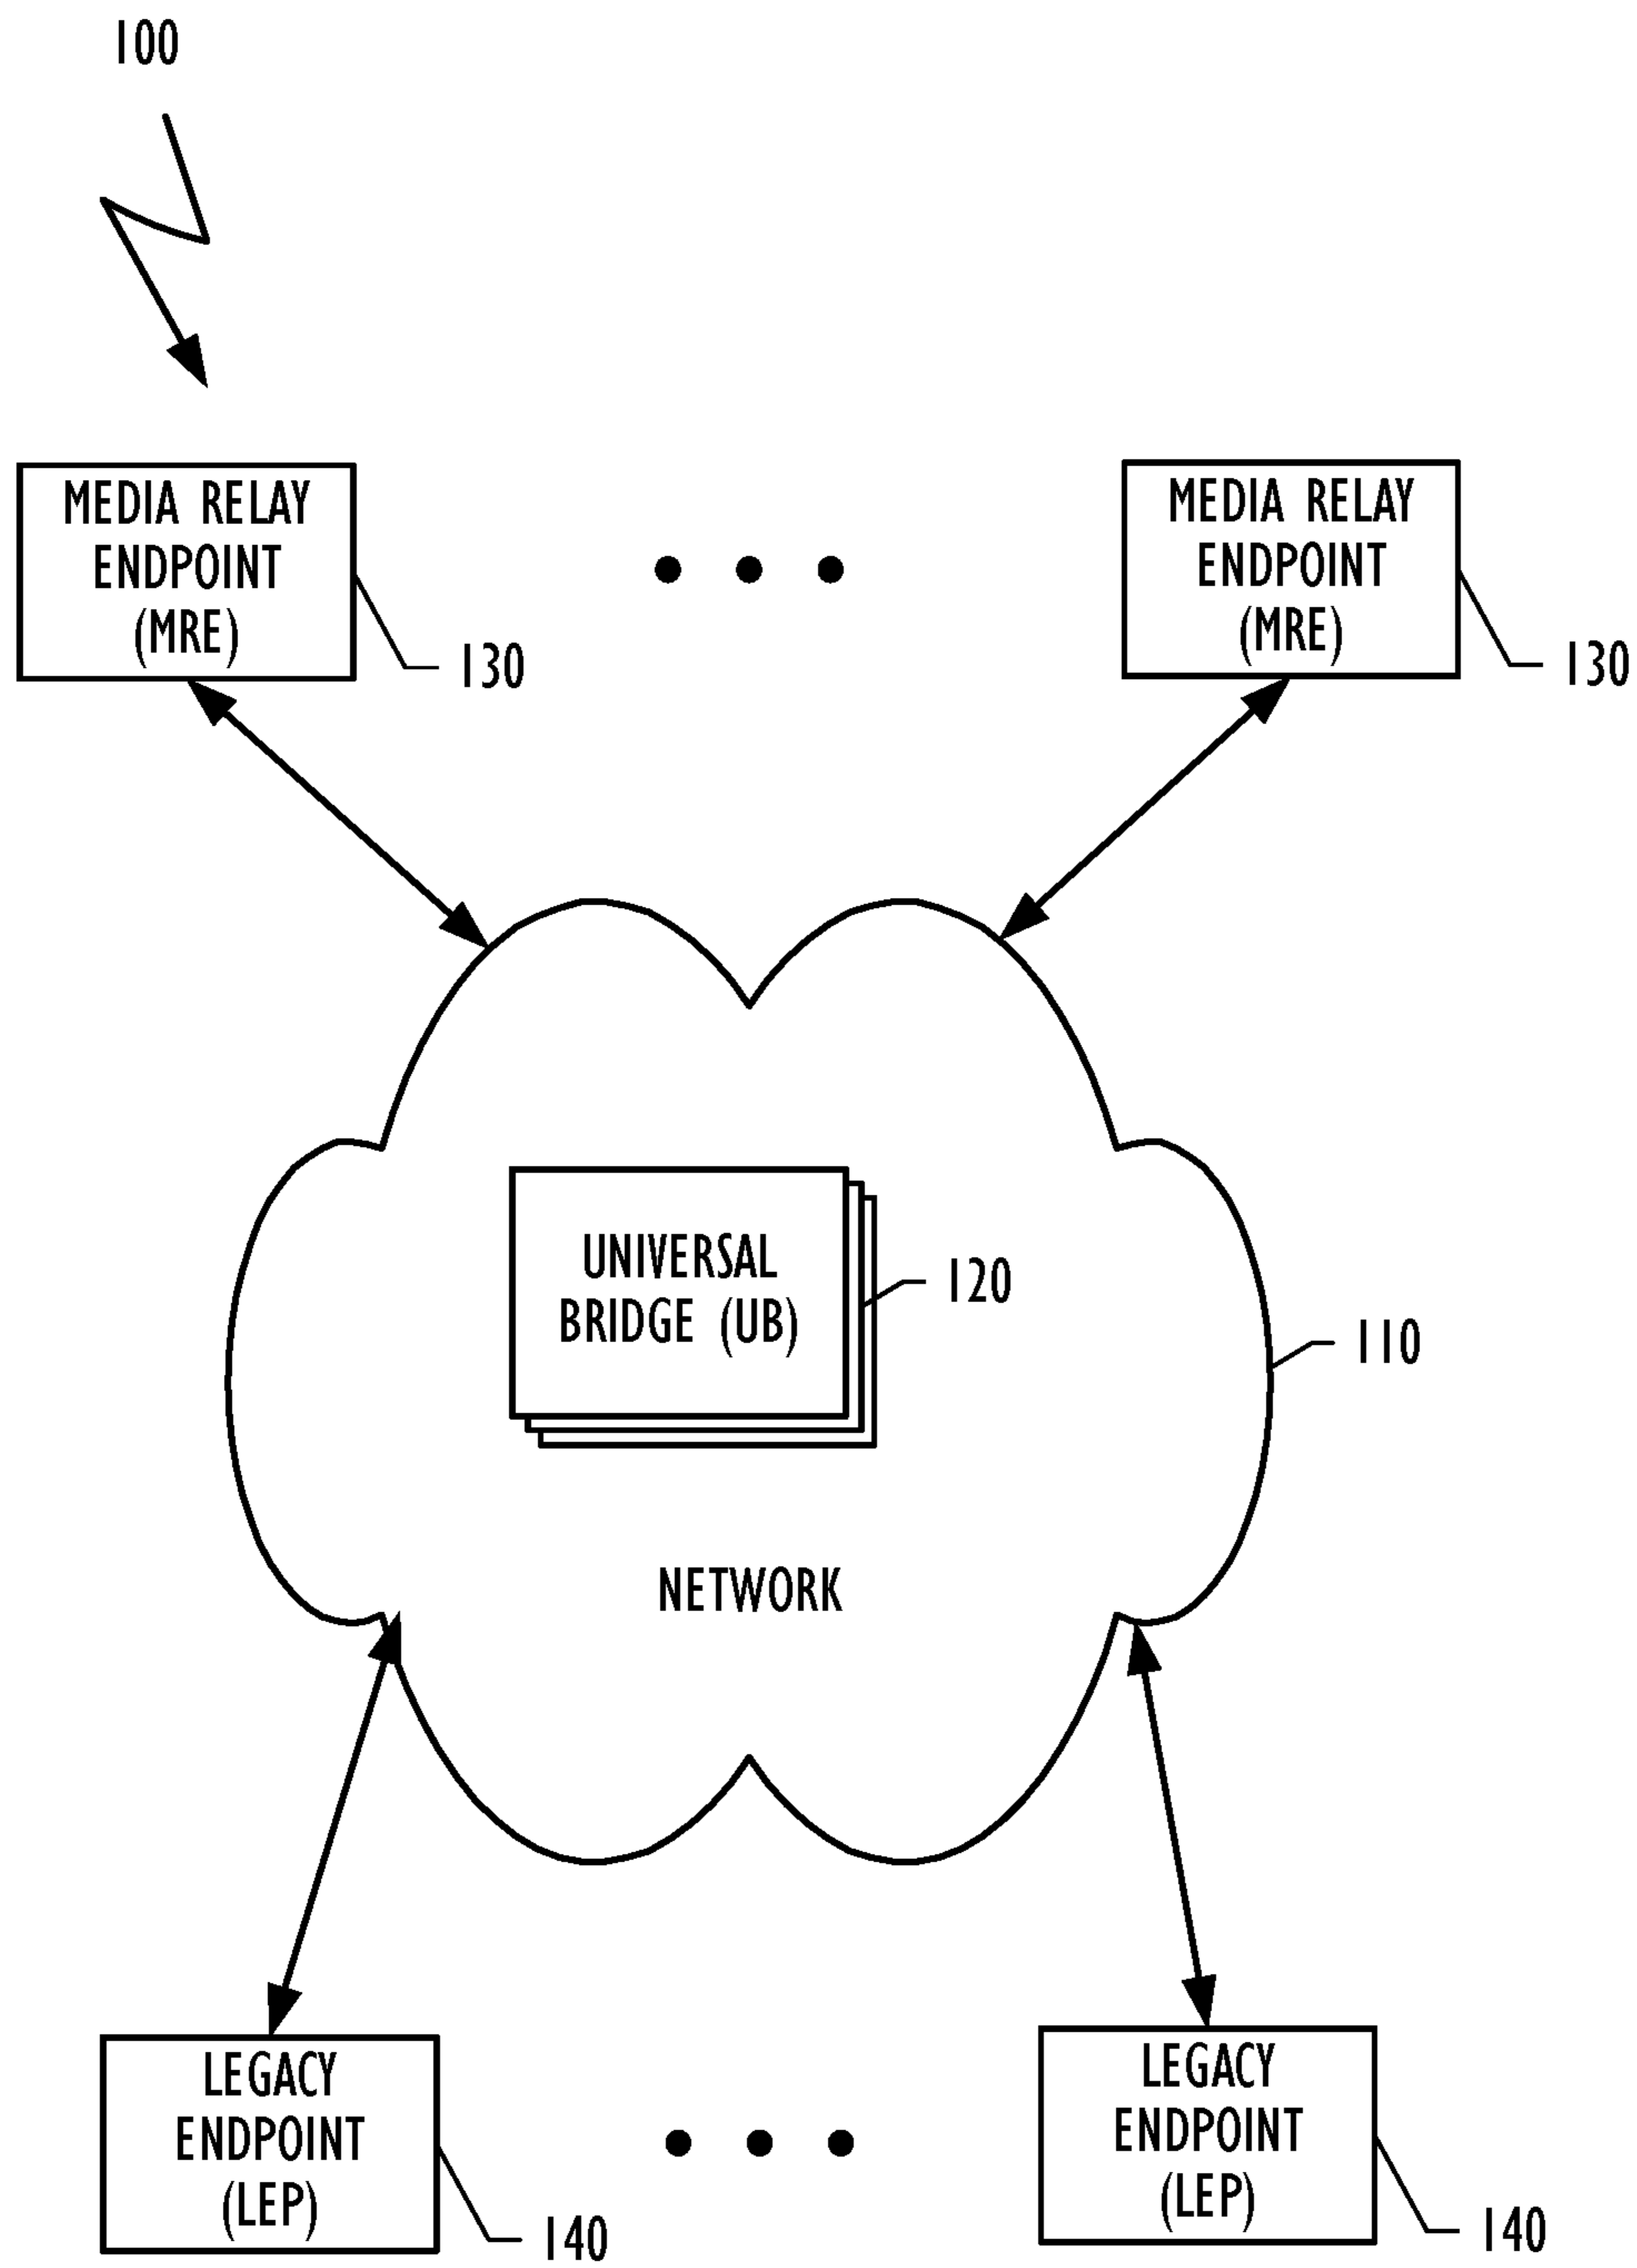 100
MEDIA RELAY
ENDPOINT
(MRE)
130
MEDIA RELAY
ENDPOINT
(MRE)
130
UNIVERSAL
BRIDGE (UB)
120
110
NETWORK
LEGACY
ENDPOINT
(LEP)
140
LEGACY
ENDPOINT
(LEP)
140